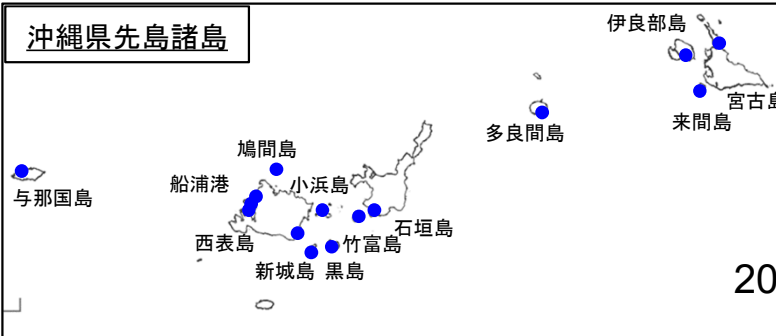 沖縄県先島諸島
伊良部島
宮古島
来間島
多良間島
鳩間島
船浦港
小浜島
与那国島
石垣島
西表島
竹富島
新城島
黒島
20